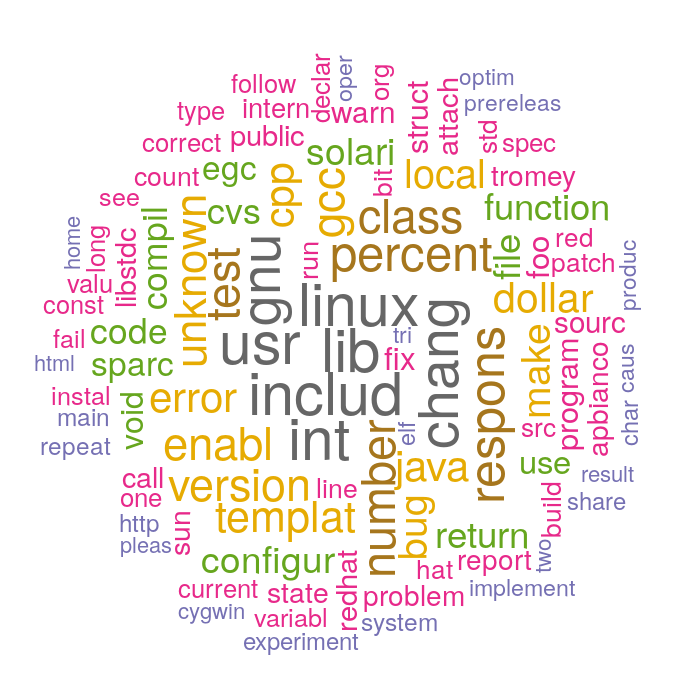 follow
declar
oper
org
optim
type
intern
warn
struct
attach
prereleas
correct
public
solari
std
spec
count
egc
cpp
gcc
bit
local
tromey
see
cvs
class
function
home
long
libstdc
compil
unknown
test
gnu
run
percent
file
foo
red
patch
produc
valu
const
linux
chang
dollar
fail
code
usr
lib
tri
fix
respons
make
sourc
html
sparc
includ
program
appbianco
char
caus
instal
error
main
void
enabl
int
elf
number
src
repeat
java
use
call
version
line
bug
result
one
templat
build
share
http
sun
return
pleas
configur
hat
report
two
current
state
redhat
problem
implement
cygwin
variabl
system
experiment